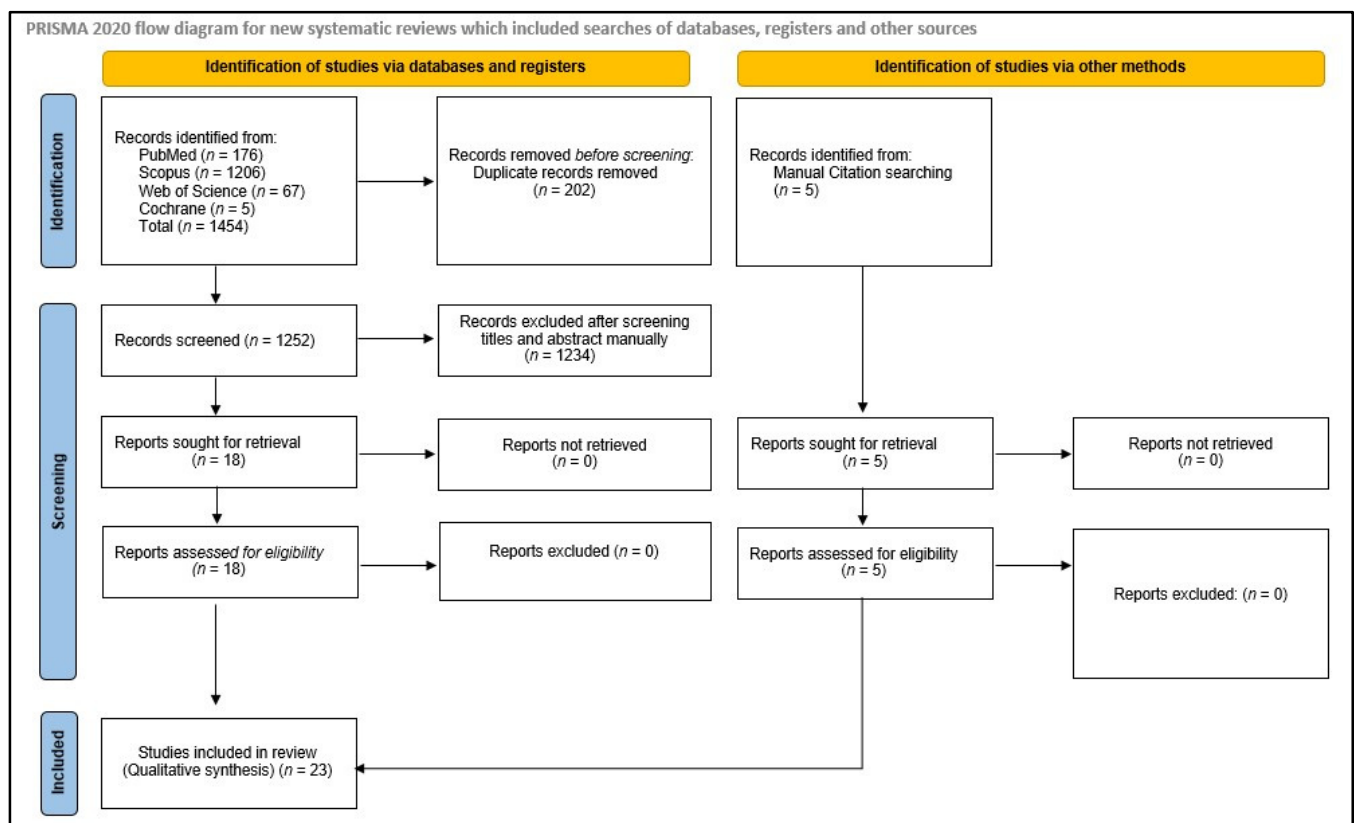 PRISMA 2020 flow diagram for new systematic reviews which included searches of databases, registers and other sources
Identification of studies via databases and registers
Identification of studies via other methods
Identification
Records identified from:
PubMed (n = 176)
Scopus (n = 1206)
Web of Science (n = 67)
Cochrane (n = 5)
Total (n = 1454)
Records removed before screening:
Duplicate records removed
(n = 202)
Records identified from:
Manual Citation searching
(n = 5)
Screening
Records screened (n = 1252)
Records excluded after screening
titles and abstract manually
(n = 1234)
Reports sought for retrieval
(n = 18)
Reports not retrieved
(n = 0)
Reports sought for retrieval
(n = 5)
Reports not retrieved
(n = 0)
Reports assessed for eligibility
(n = 18)
Reports excluded (n = 0)
Reports assessed for eligibility
(n = 5)
Reports excluded: (n = 0)
Included
Studies included in review
(Qualitative synthesis) (n = 23)